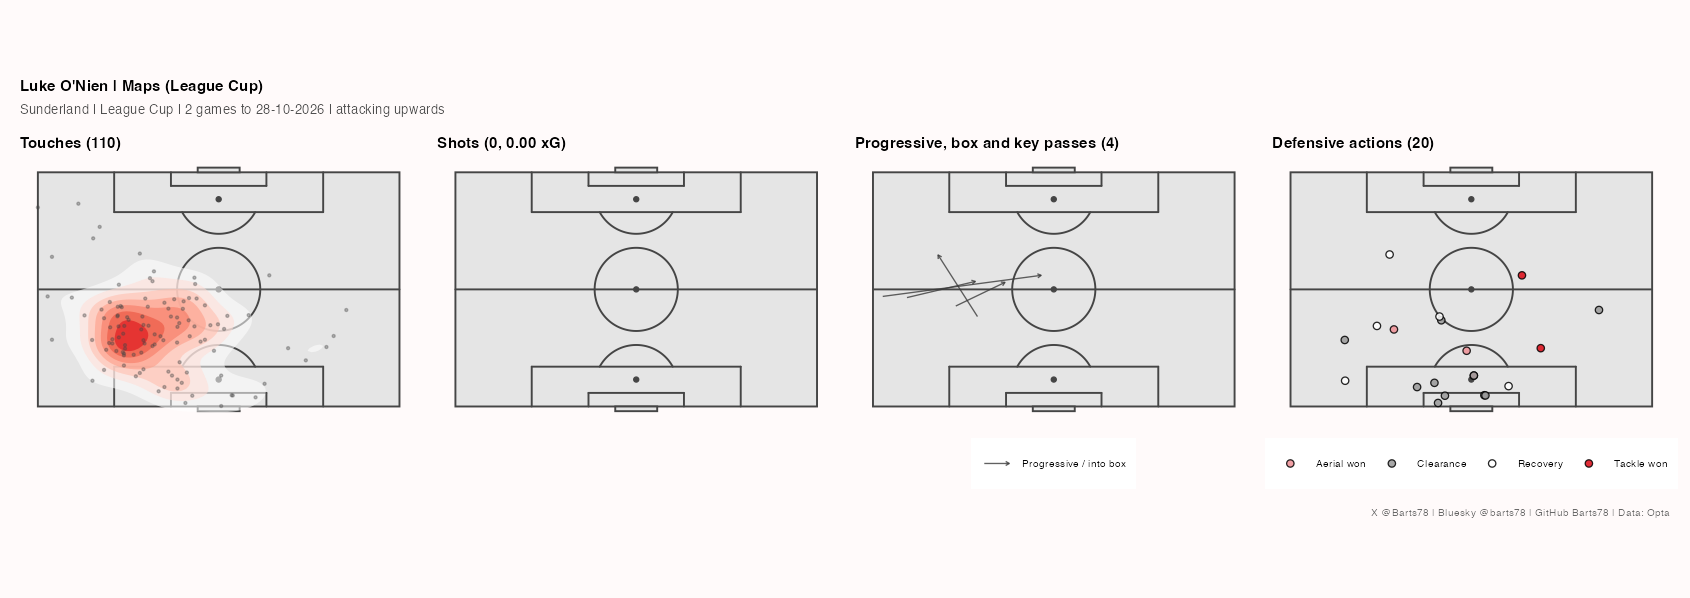 Luke O'Nien | Maps (League Cup)
Sunderland | League Cup | 2 games to 28-10-2026 | attacking upwards
Touches (110)
Shots (0, 0.00 xG)
Progressive, box and key passes (4)
Defensive actions (20)
Progressive / into box
Aerial won
Clearance
Recovery
Tackle won
X @Barts78 | Bluesky @barts78 | GitHub Barts78 | Data: Opta